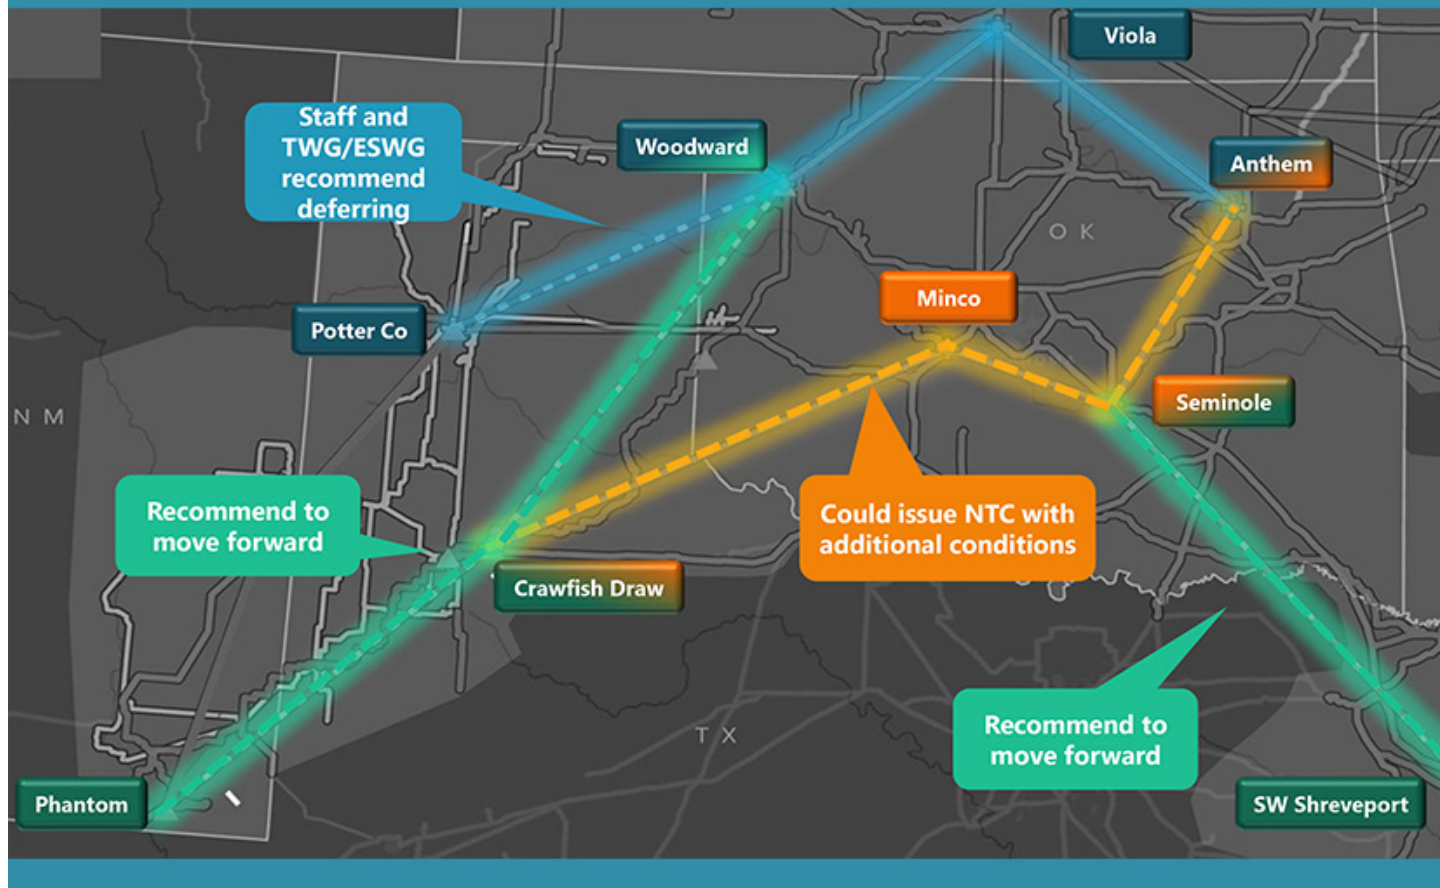 Viola
Staff and
TWG/ESWG
recommend
deferring
Woodward
Anthem
O K
Minco
Potter Co
Seminole
N M
Recommend to
move forward
Could issue NTC with
additional conditions
Crawfish Draw
Recommend to
move forward
T X
Phantom
SW Shreveport